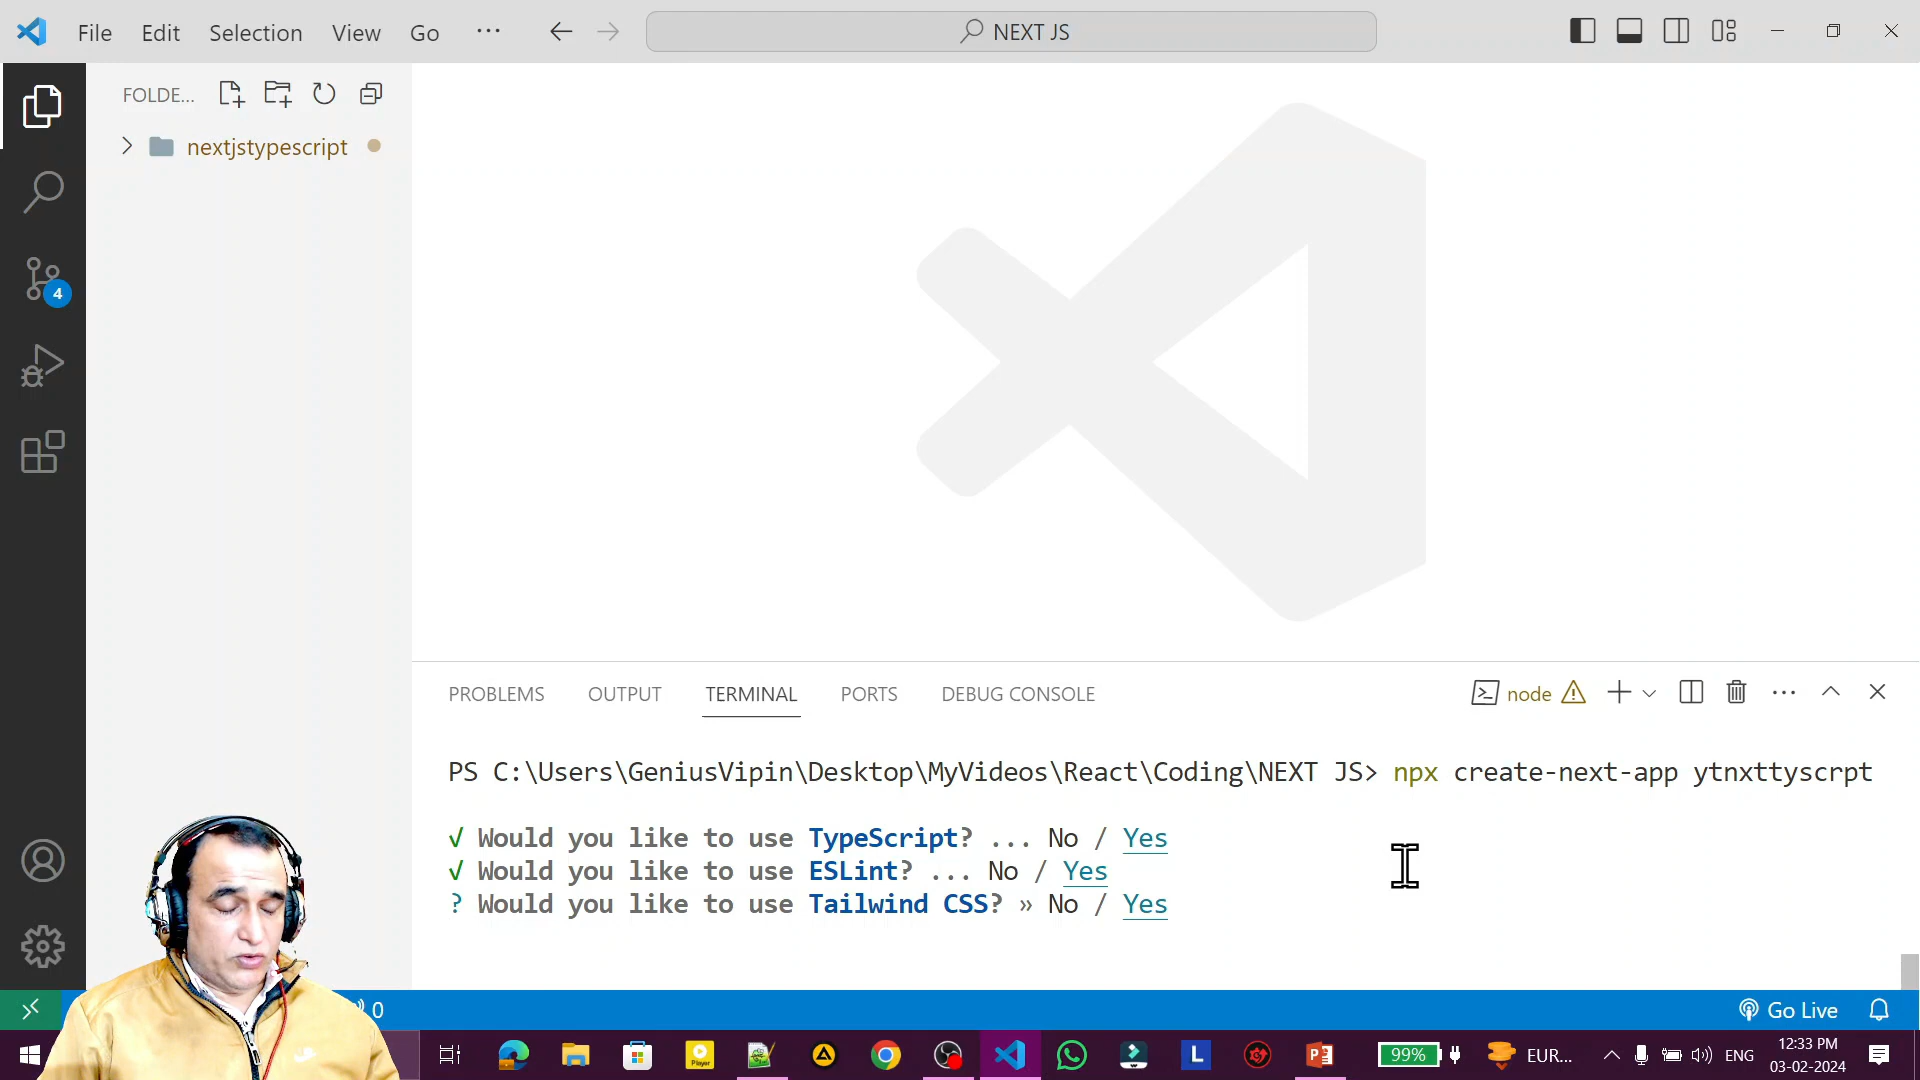 File Edit Selection View Go ... NEXT JS
FOLDE...
nextjstypescript
4
PROBLEMS OUTPUT TERMINAL PORTS DEBUG CONSOLE node
PS C:\Users\GeniusVipin\Desktop\MyVideos\React\Coding\NEXT JS> npx create-next-app ytnxttyscrpt
√ Would you like to use TypeScript? ... No / Yes
√ Would you like to use ESLint? ... No / Yes
? Would you like to use Tailwind CSS? » No / Yes
0 Go Live
Player
L
99% EUR... ENG 12:33 PM
03-02-2024